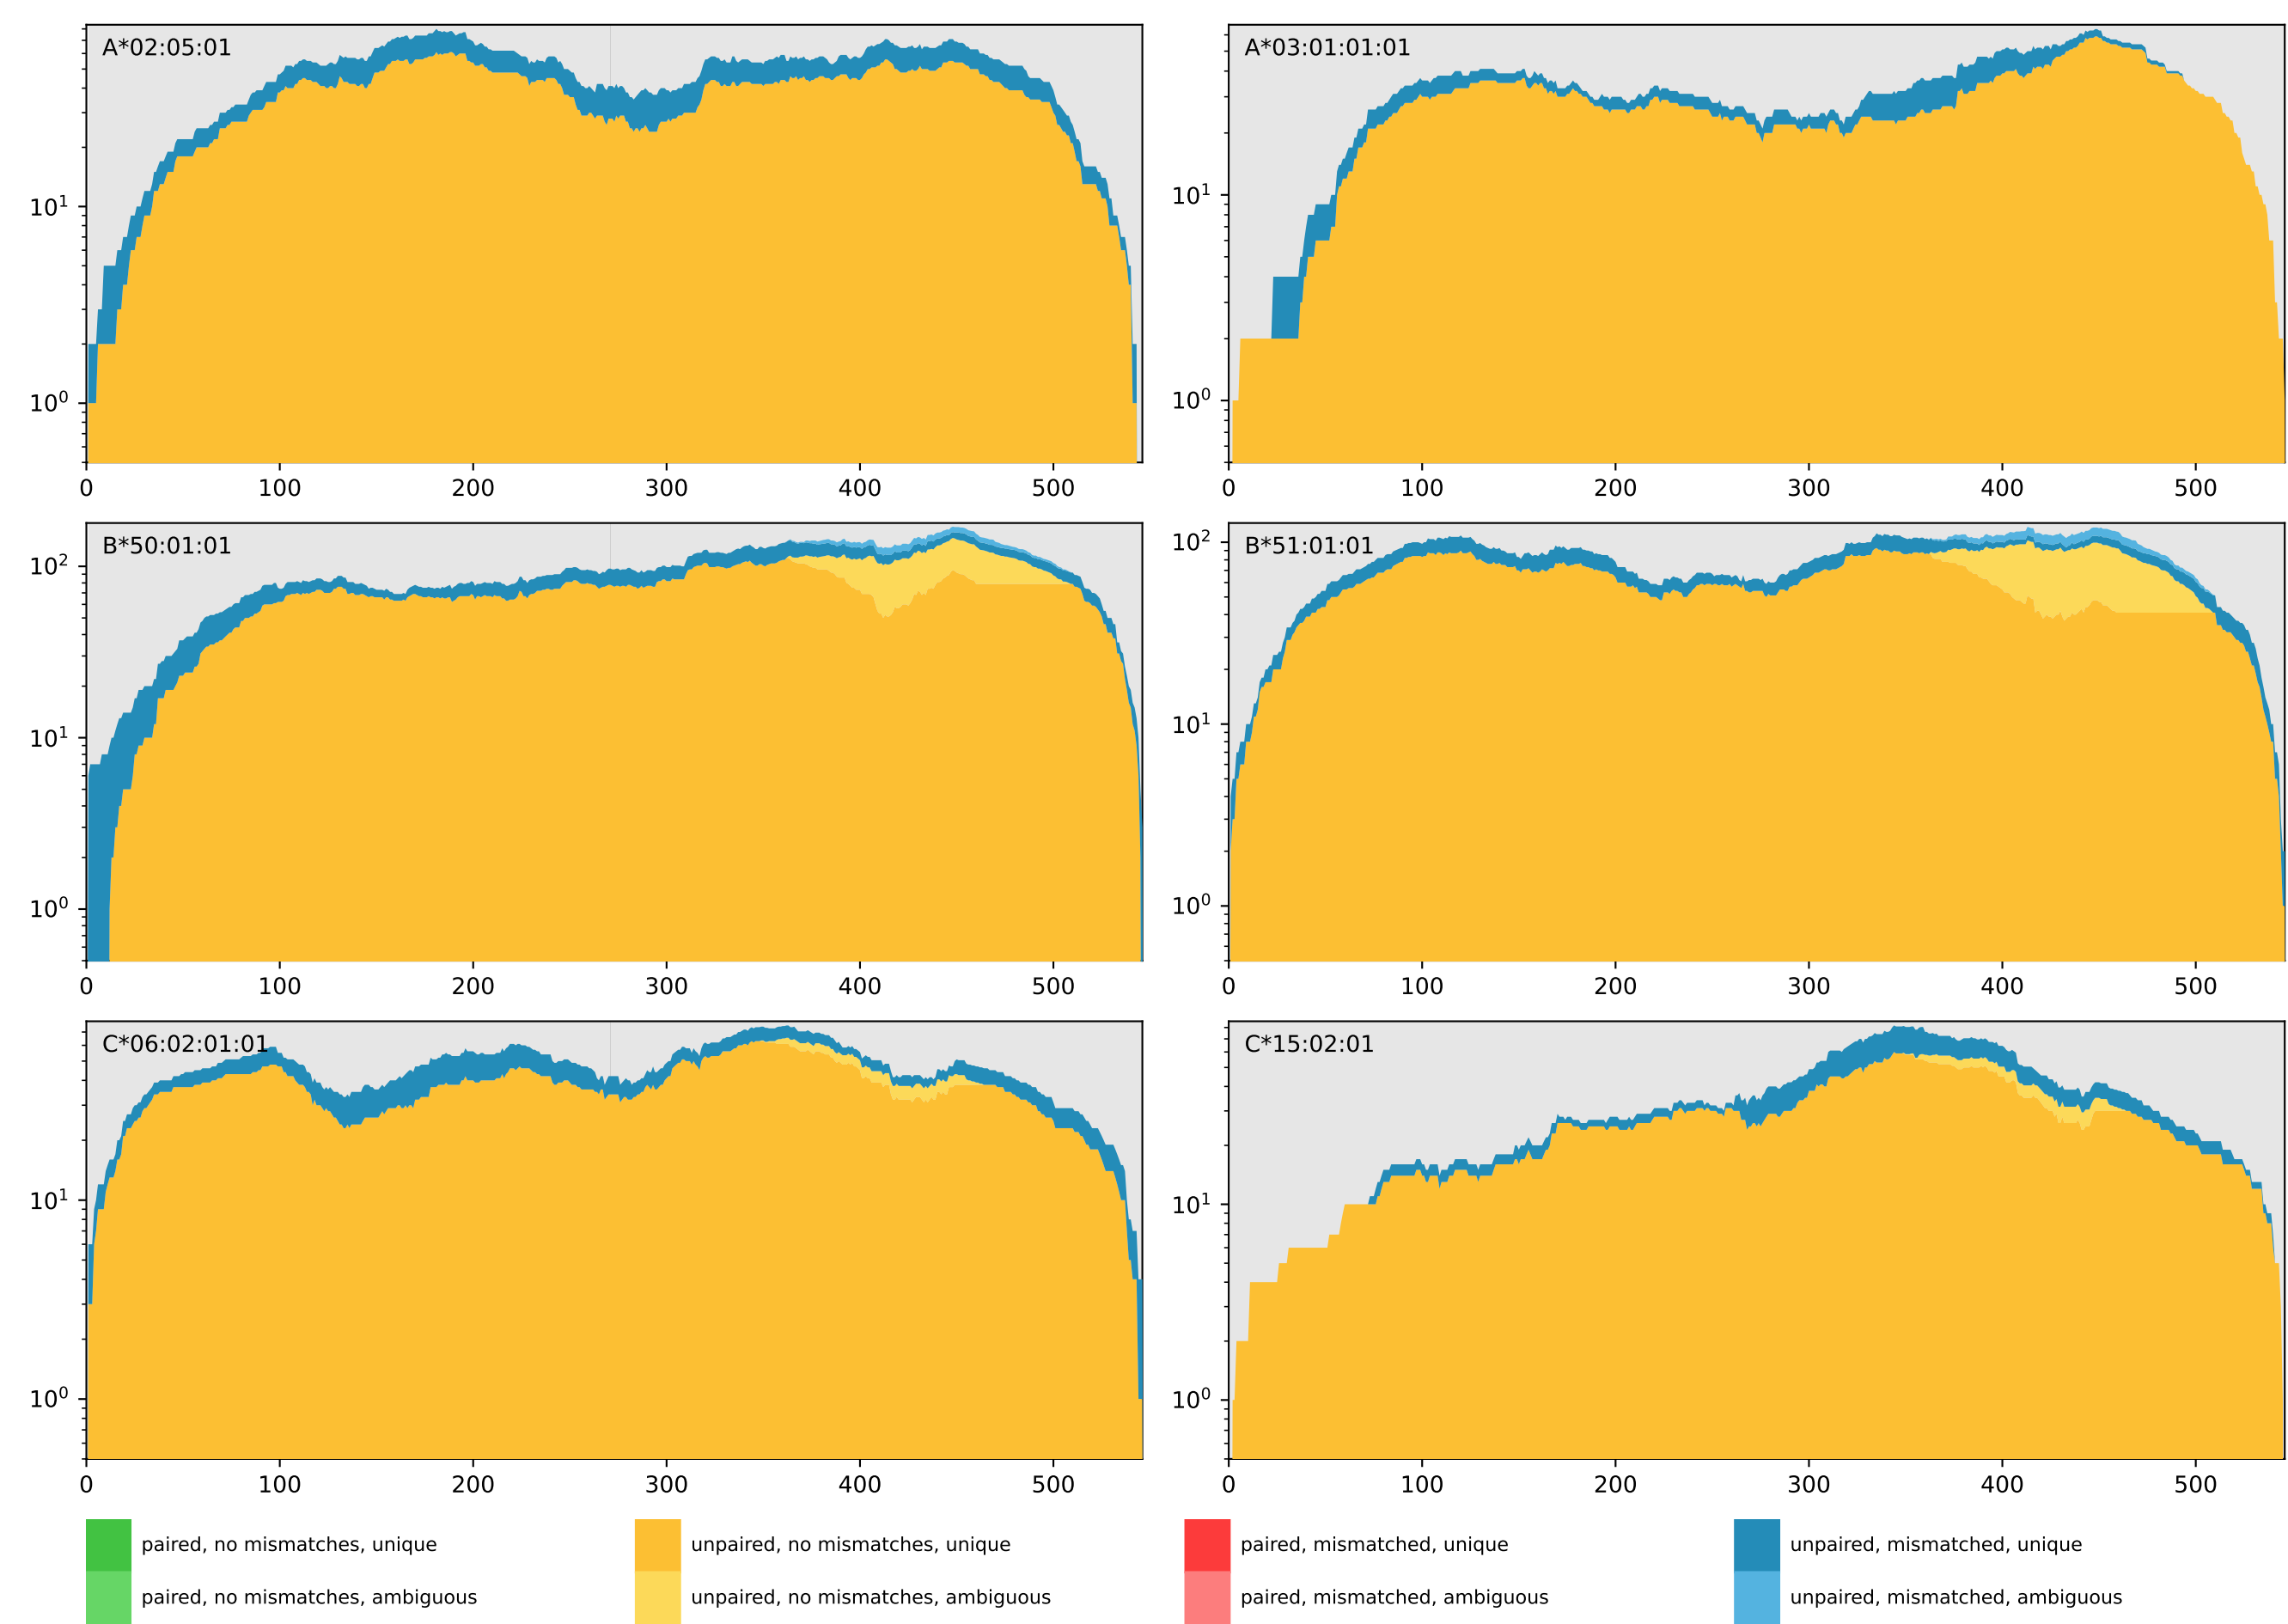 A*02:05:01
10¹
10⁰
0 100 200 300 400 500
A*03:01:01:01
10¹
10⁰
0 100 200 300 400 500
B*50:01:01
10²
10¹
10⁰
0 100 200 300 400 500
B*51:01:01
10²
10¹
10⁰
0 100 200 300 400 500
C*06:02:01:01
10¹
10⁰
0 100 200 300 400 500
C*15:02:01
10¹
10⁰
0 100 200 300 400 500
paired, no mismatches, unique
unpaired, no mismatches, unique
paired, mismatched, unique
unpaired, mismatched, unique
paired, no mismatches, ambiguous
unpaired, no mismatches, ambiguous
paired, mismatched, ambiguous
unpaired, mismatched, ambiguous